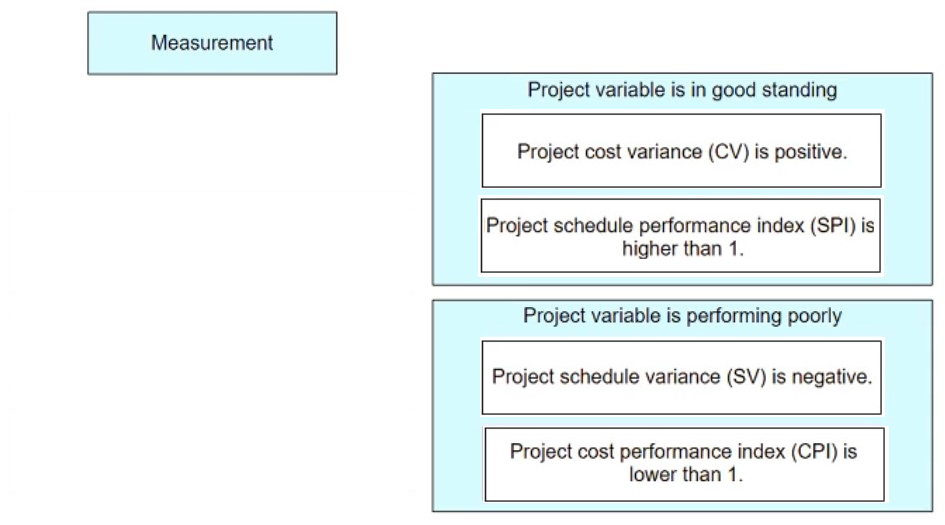 Measurement
Project variable is in good standing
Project cost variance (CV) is positive.
Project schedule performance index (SPI) is
higher than 1.
Project variable is performing poorly
Project schedule variance (SV) is negative.
Project cost performance index (CPI) is
lower than 1.